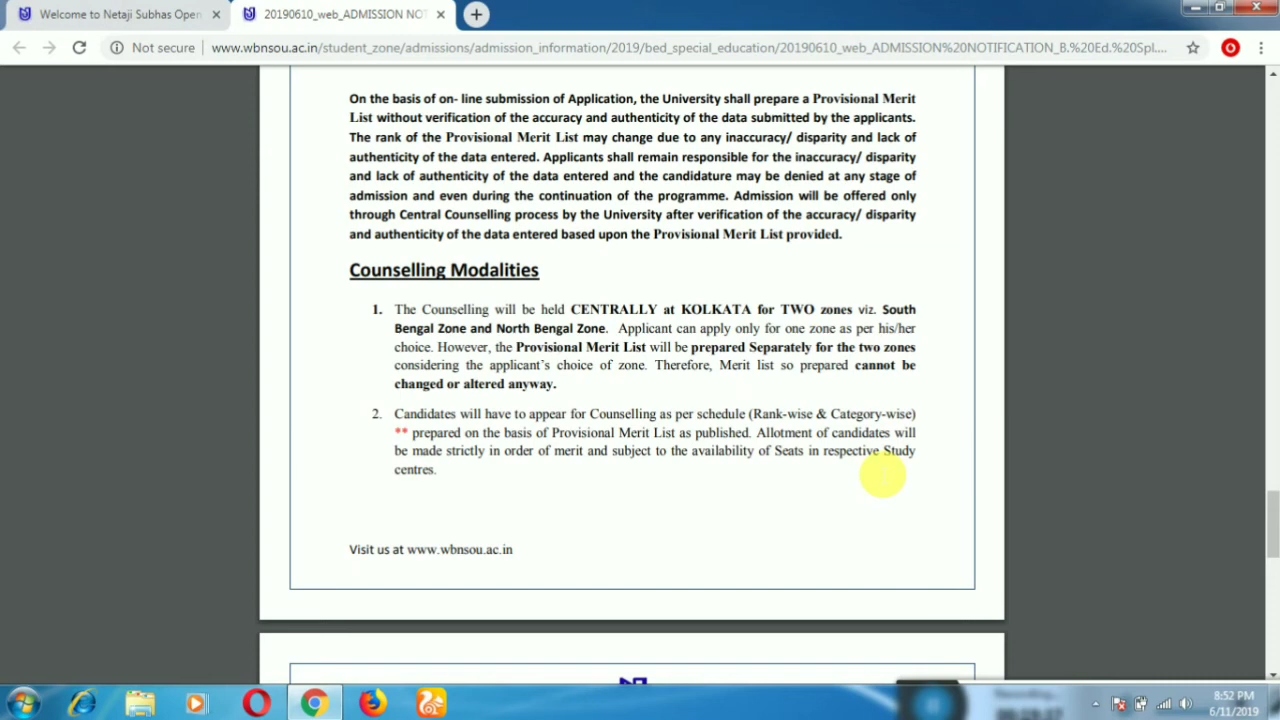 Welcome to Netaji Subhas Open
20190610_web_ADMISSION NOT
Not secure
www.wbnsou.ac.in/student_zone/admissions/admission_information/2019/bed_special_education/20190610_web_ADMISSION%20NOTIFICATION_B.%20Ed.%20Spl....
On the basis of on- line submission of Application, the University shall prepare a Provisional Merit
List without verification of the accuracy and authenticity of the data submitted by the applicants.
The rank of the Provisional Merit List may change due to any inaccuracy/ disparity and lack of
authenticity of the data entered. Applicants shall remain responsible for the inaccuracy/ disparity
and lack of authenticity of the data entered and the candidature may be denied at any stage of
admission and even during the continuation of the programme. Admission will be offered only
through Central Counselling process by the University after verification of the accuracy/ disparity
and authenticity of the data entered based upon the Provisional Merit List provided.
Counselling Modalities
1. The Counselling will be held CENTRALLY at KOLKATA for TWO zones viz. South
Bengal Zone and North Bengal Zone. Applicant can apply only for one zone as per his/her
choice. However, the Provisional Merit List will be prepared Separately for the two zones
considering the applicant's choice of zone. Therefore, Merit list so prepared cannot be
changed or altered anyway.
2. Candidates will have to appear for Counselling as per schedule (Rank-wise & Category-wise)
** prepared on the basis of Provisional Merit List as published. Allotment of candidates will
be made strictly in order of merit and subject to the availability of Seats in respective Study
centres.
Visit us at www.wbnsou.ac.in
8:52 PM
6/11/2019